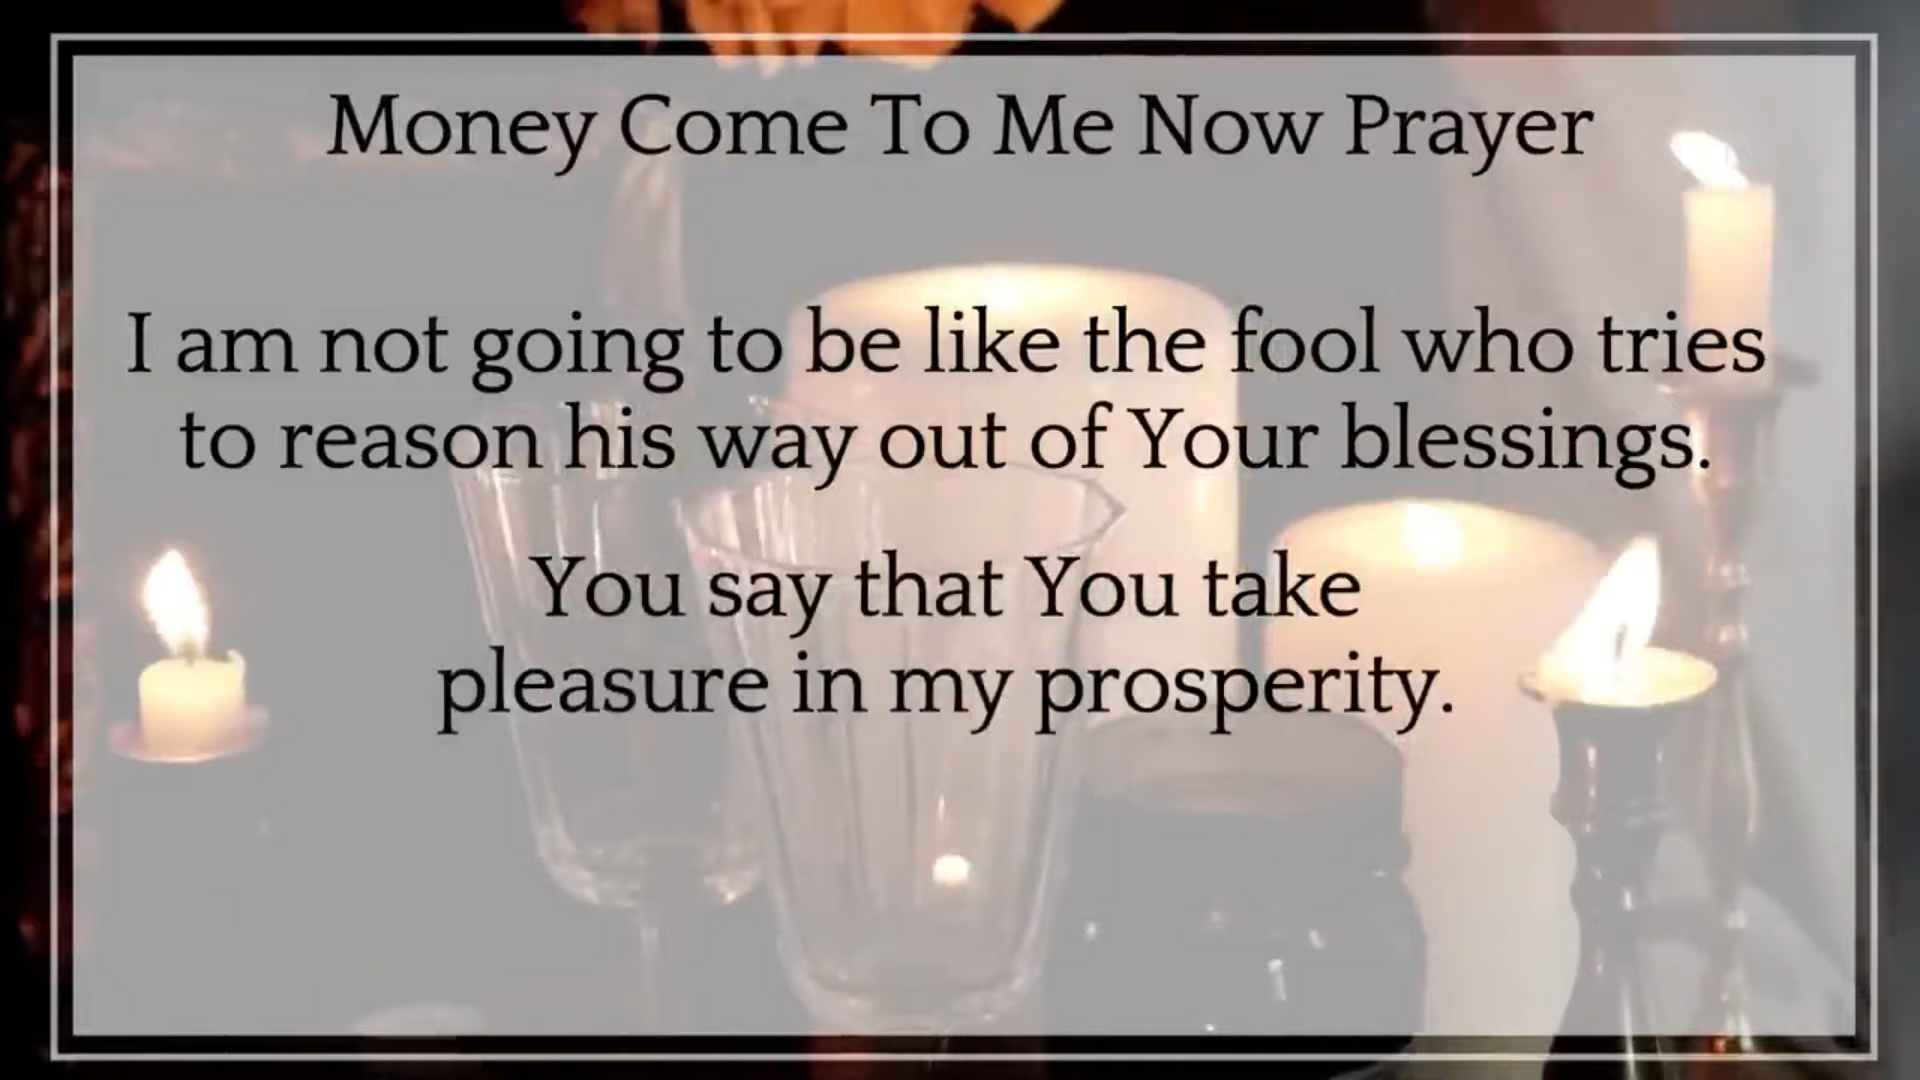 Money Come To Me Now Prayer
I am not going to be like the fool who tries
to reason his way out of Your blessings.
You say that You take
pleasure in my prosperity.